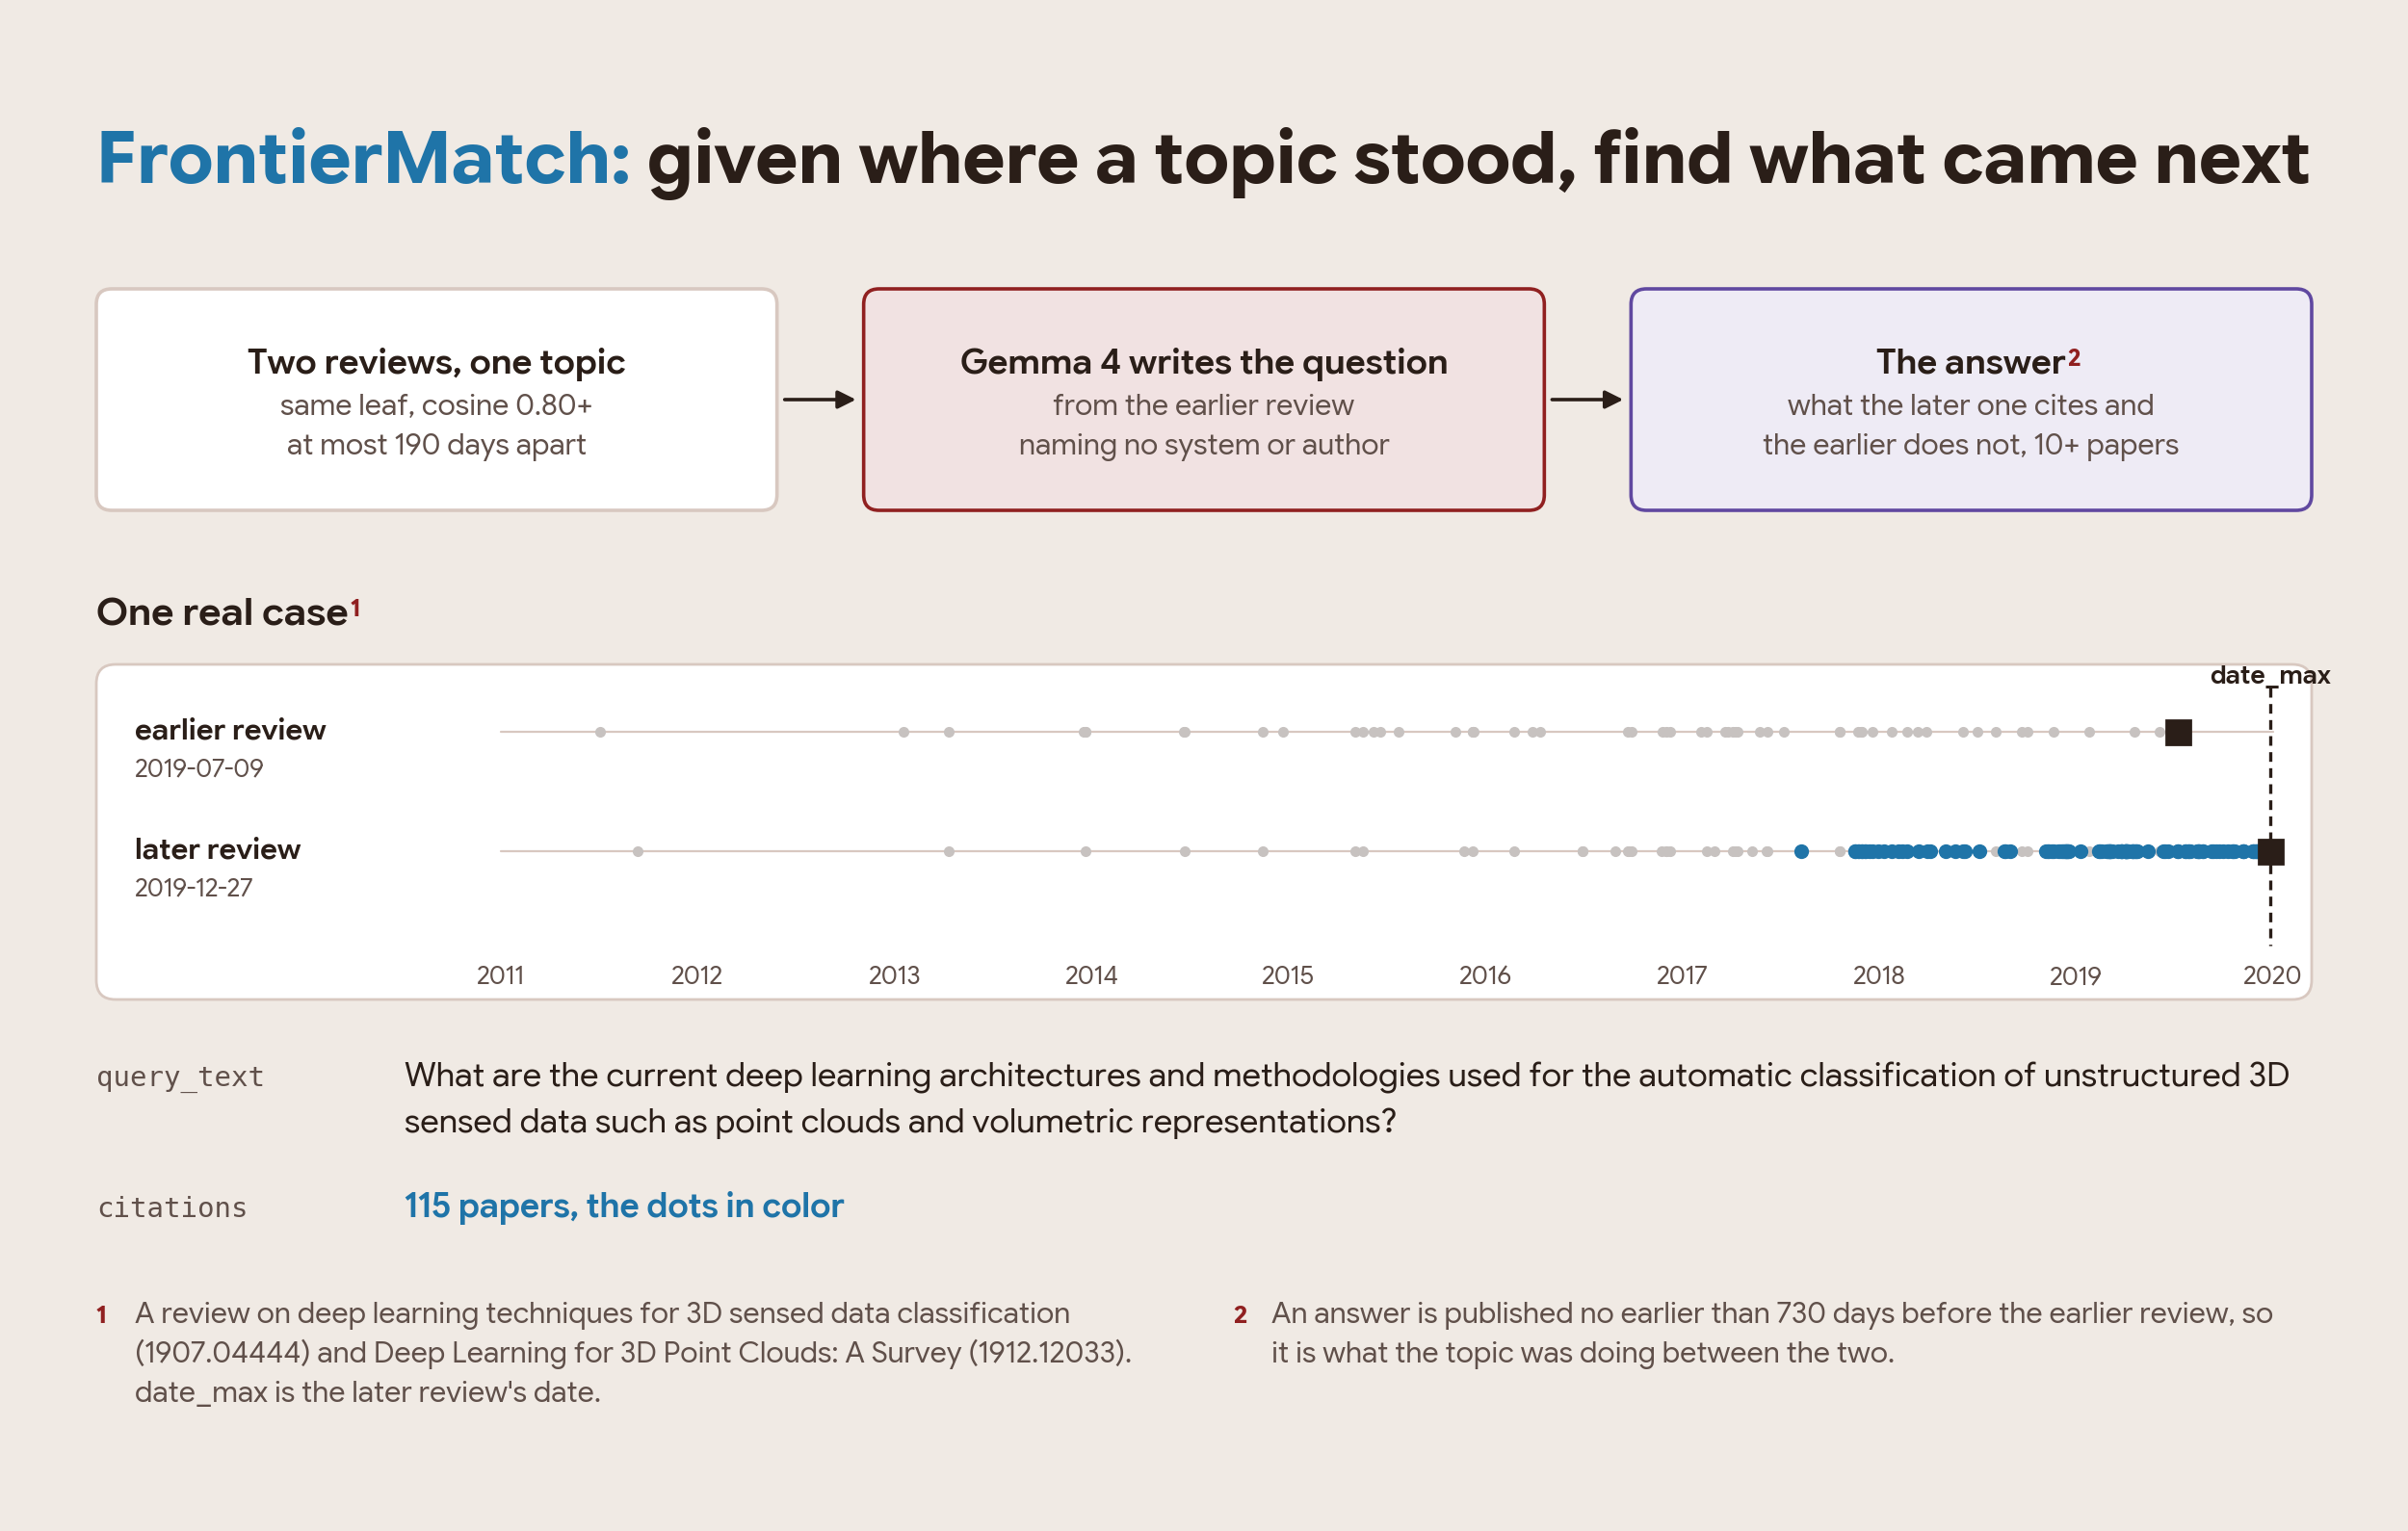 FrontierMatch: given where a topic stood, find what came next
Two reviews, one topic
same leaf, cosine 0.80+
at most 190 days apart
Gemma 4 writes the question
from the earlier review
naming no system or author
The answer²
what the later one cites and
the earlier does not, 10+ papers
One real case¹
date_max
earlier review
2019-07-09
later review
2019-12-27
2011 2012 2013 2014 2015 2016 2017 2018 2019 2020
query_text
What are the current deep learning architectures and methodologies used for the automatic classification of unstructured 3D
sensed data such as point clouds and volumetric representations?
citations
115 papers, the dots in color
1 A review on deep learning techniques for 3D sensed data classification
(1907.04444) and Deep Learning for 3D Point Clouds: A Survey (1912.12033).
date_max is the later review's date.
2 An answer is published no earlier than 730 days before the earlier review, so
it is what the topic was doing between the two.